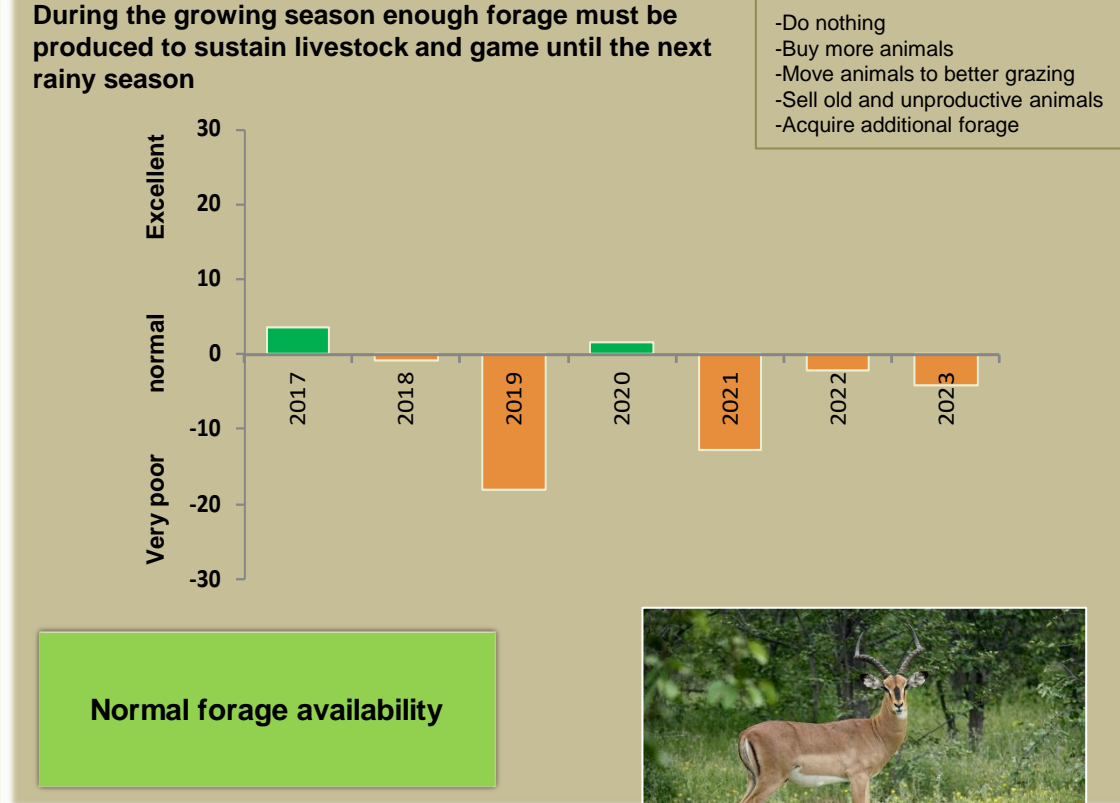 During the growing season enough forage must be
produced to sustain livestock and game until the next
rainy season
-Do nothing
-Buy more animals
-Move animals to better grazing
-Sell old and unproductive animals
-Acquire additional forage
Excellent
normal
Very poor
30
20
10
0
-10
-20
-30
2017
2018
2019
2020
2021
2022
2023
Normal forage availability